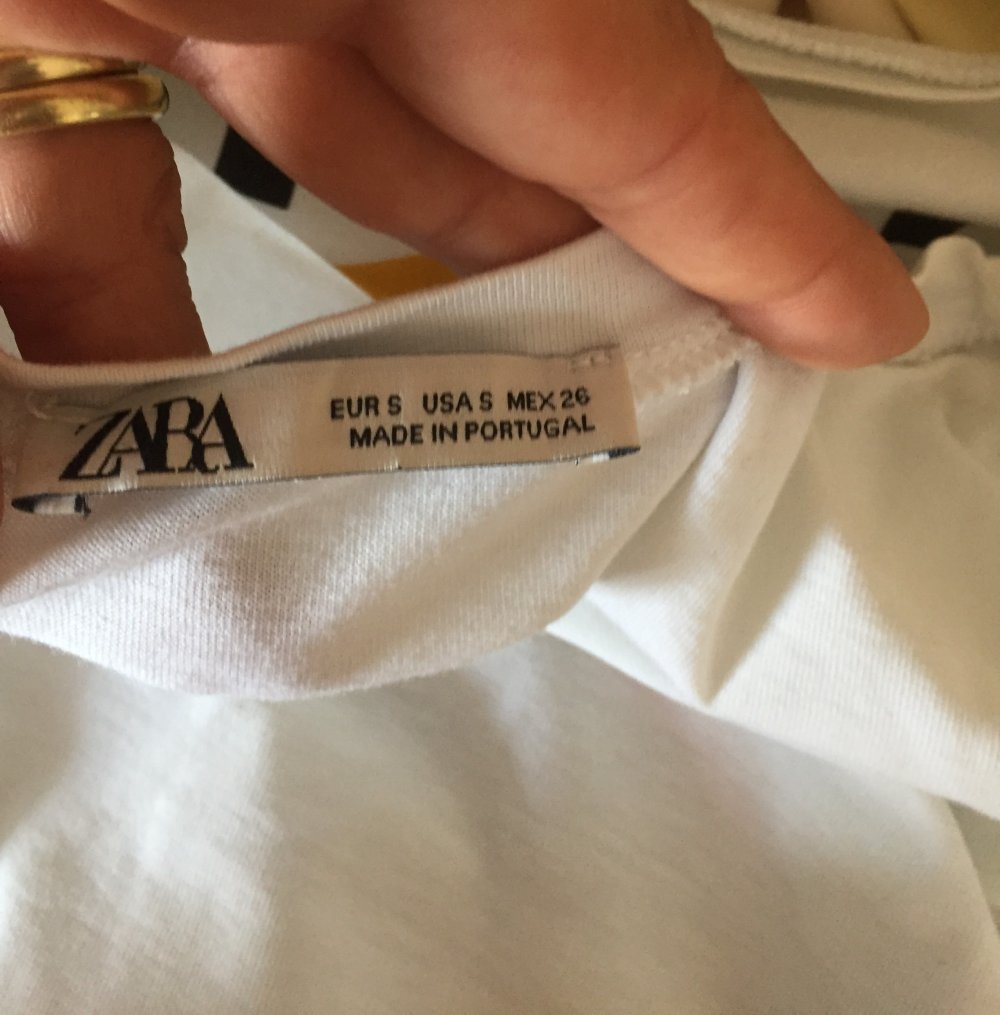 ZARA
EUR S USA S MEX 26
MADE IN PORTUGAL